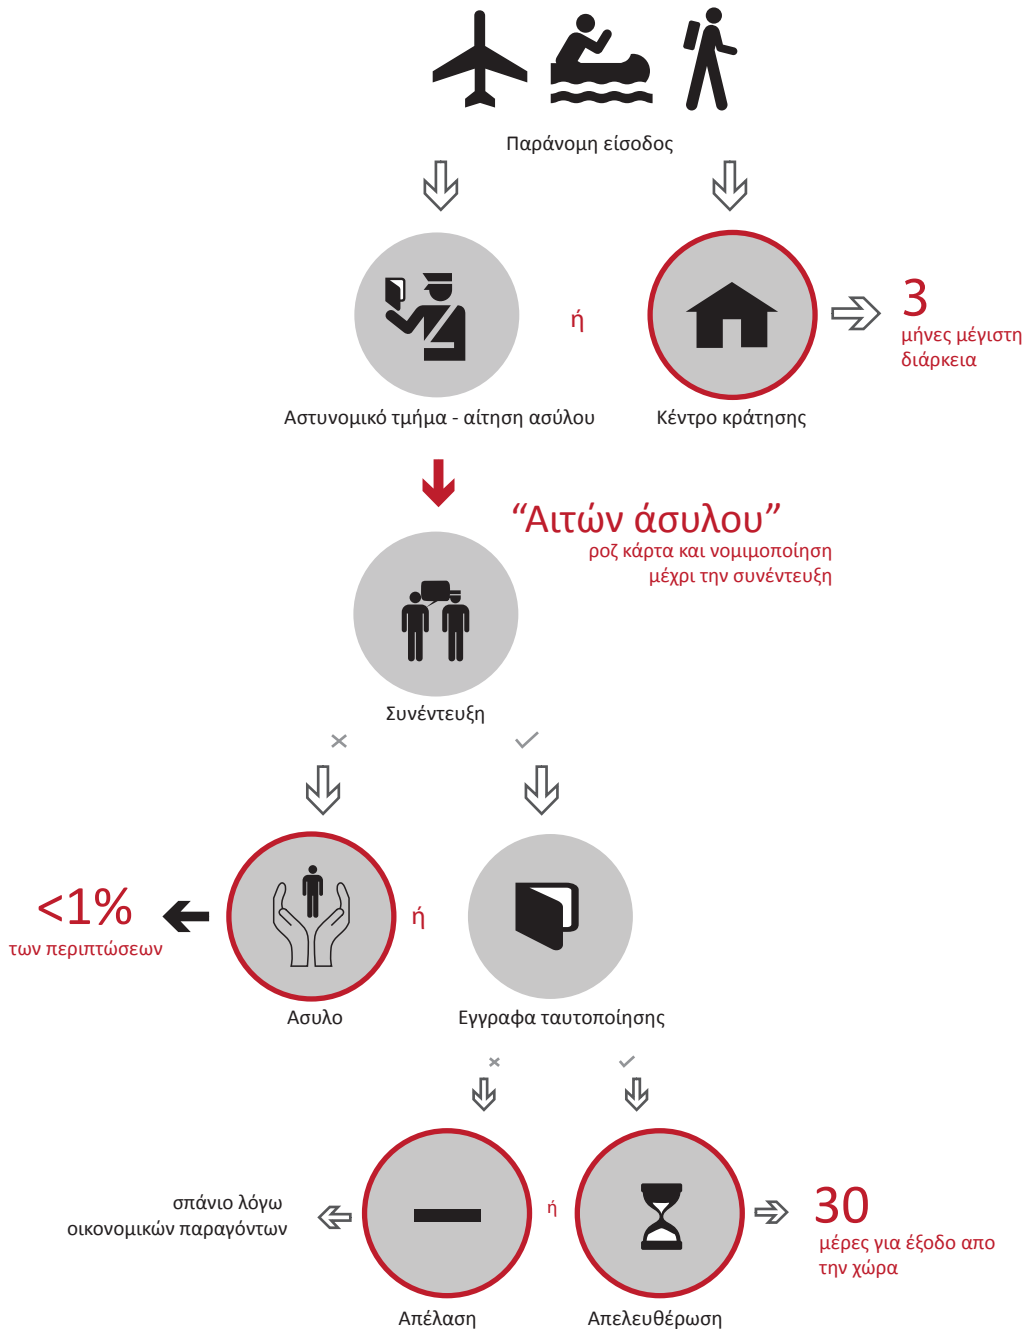 Παράνομη είσοδος
ή
3
μήνες μέγιστη
διάρκεια
Αστυνομικό τμήμα - αίτηση ασύλου
Κέντρο κράτησης
“Αιτών άσυλου”
ροζ κάρτα και νομιμοποίηση
μέχρι την συνέντευξη
Συνέντευξη
<1%
των περιπτώσεων
ή
Ασυλο
Εγγραφα ταυτοποίησης
σπάνιο λόγω
οικονομικών παραγόντων
ή
30
μέρες για έξοδο απο
την χώρα
Απέλαση
Απελευθέρωση